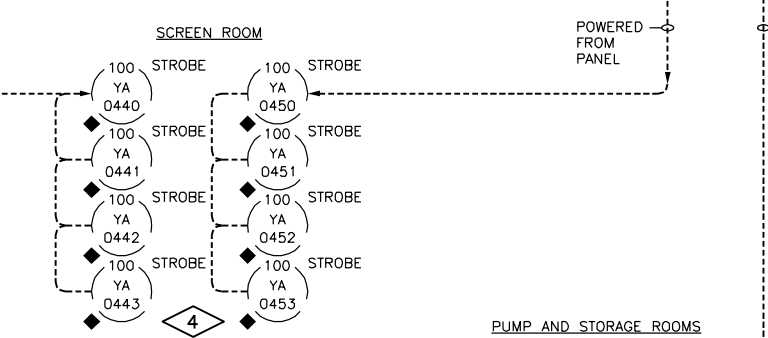 SCREEN ROOM
POWERED
FROM
PANEL
100 STROBE
YA
0440
100 STROBE
YA
0450
100 STROBE
YA
0441
100 STROBE
YA
0451
100 STROBE
YA
0442
100 STROBE
YA
0452
100 STROBE
YA
0443
100 STROBE
YA
0453
4
PUMP AND STORAGE ROOMS